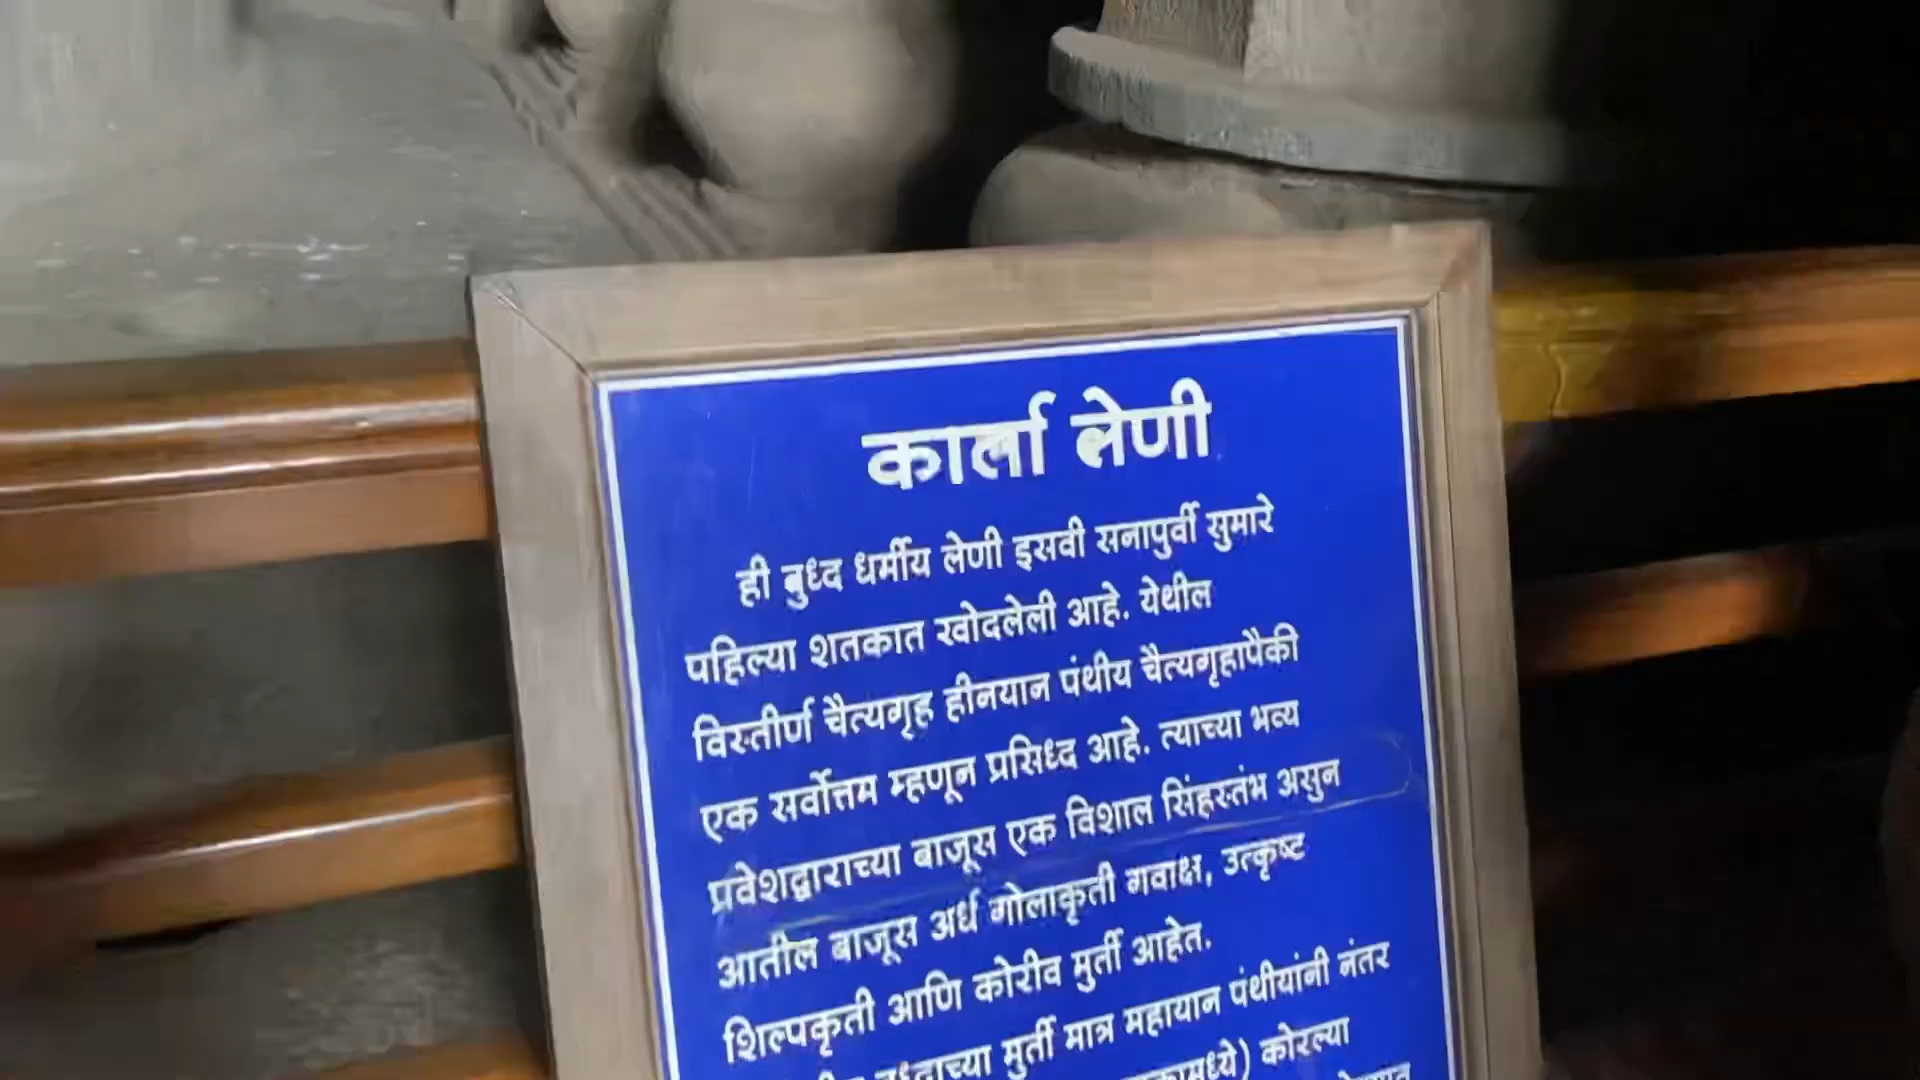 कार्ला लेणी
ही बुध्द धर्मीय लेणी इसवी सनापुर्वी सुमारे
पहिल्या शतकात खोदलेली आहे. येथील
विस्तीर्ण चैत्यगृह हीनयान पंथीय चैत्यगृहापैकी
एक सर्वोत्तम म्हणून प्रसिध्द आहे. त्याच्या भव्य
प्रवेशद्वाराच्या बाजूस एक विशाल सिंहस्तंभ असुन
आतील बाजूस अर्ध गोलाकृती गवाक्ष, उत्कृष्ट
शिल्पकृती आणि कोरीव मुर्ती आहेत.
मुर्ती मात्र महायान पंथीयांनी नंतर
कोरल्या